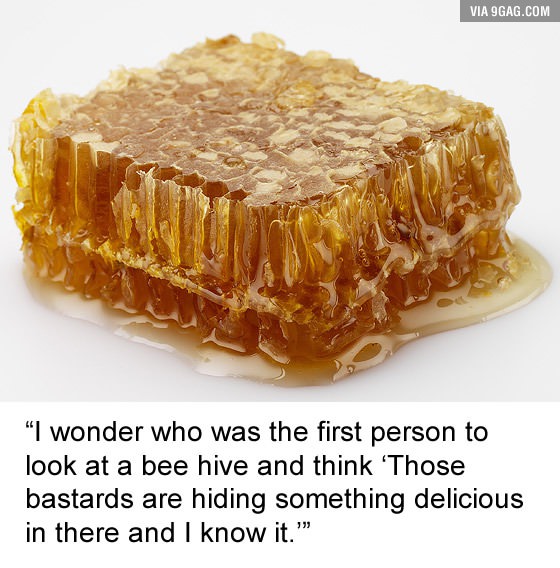 VIA 9GAG.COM
“I wonder who was the first person to
look at a bee hive and think ‘Those
bastards are hiding something delicious
in there and I know it.’”